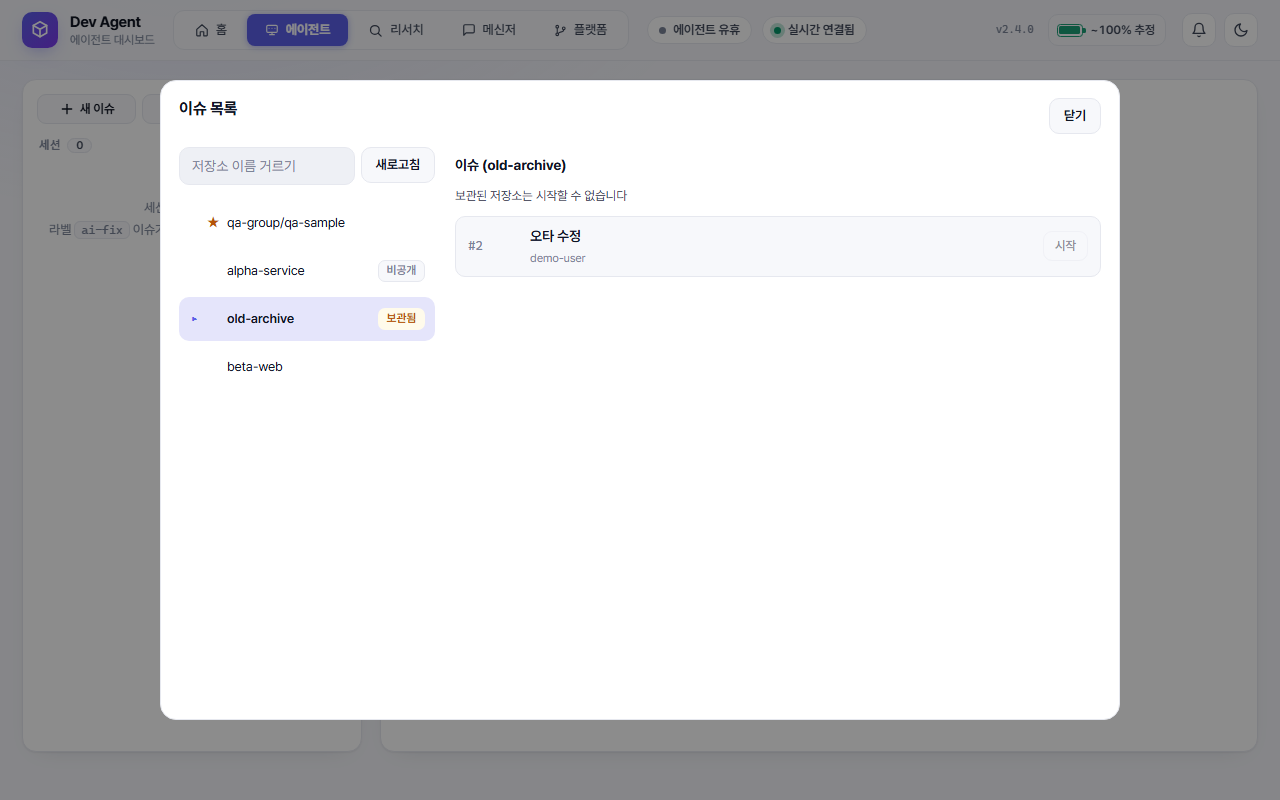 Dev Agent
에이전트 대시보드
홈
에이전트
리서치
메신저
플랫폼
에이전트 유휴
실시간 연결됨
v2.4.0
~100% 추정
새 이슈
세션 0
라벨 ai-fix 이슈
이슈 목록
닫기
저장소 이름 거르기
새로고침
★ qa-group/qa-sample
alpha-service 비공개
▸ old-archive 보관됨
beta-web
이슈 (old-archive)
보관된 저장소는 시작할 수 없습니다
#2
오타 수정
demo-user
시작